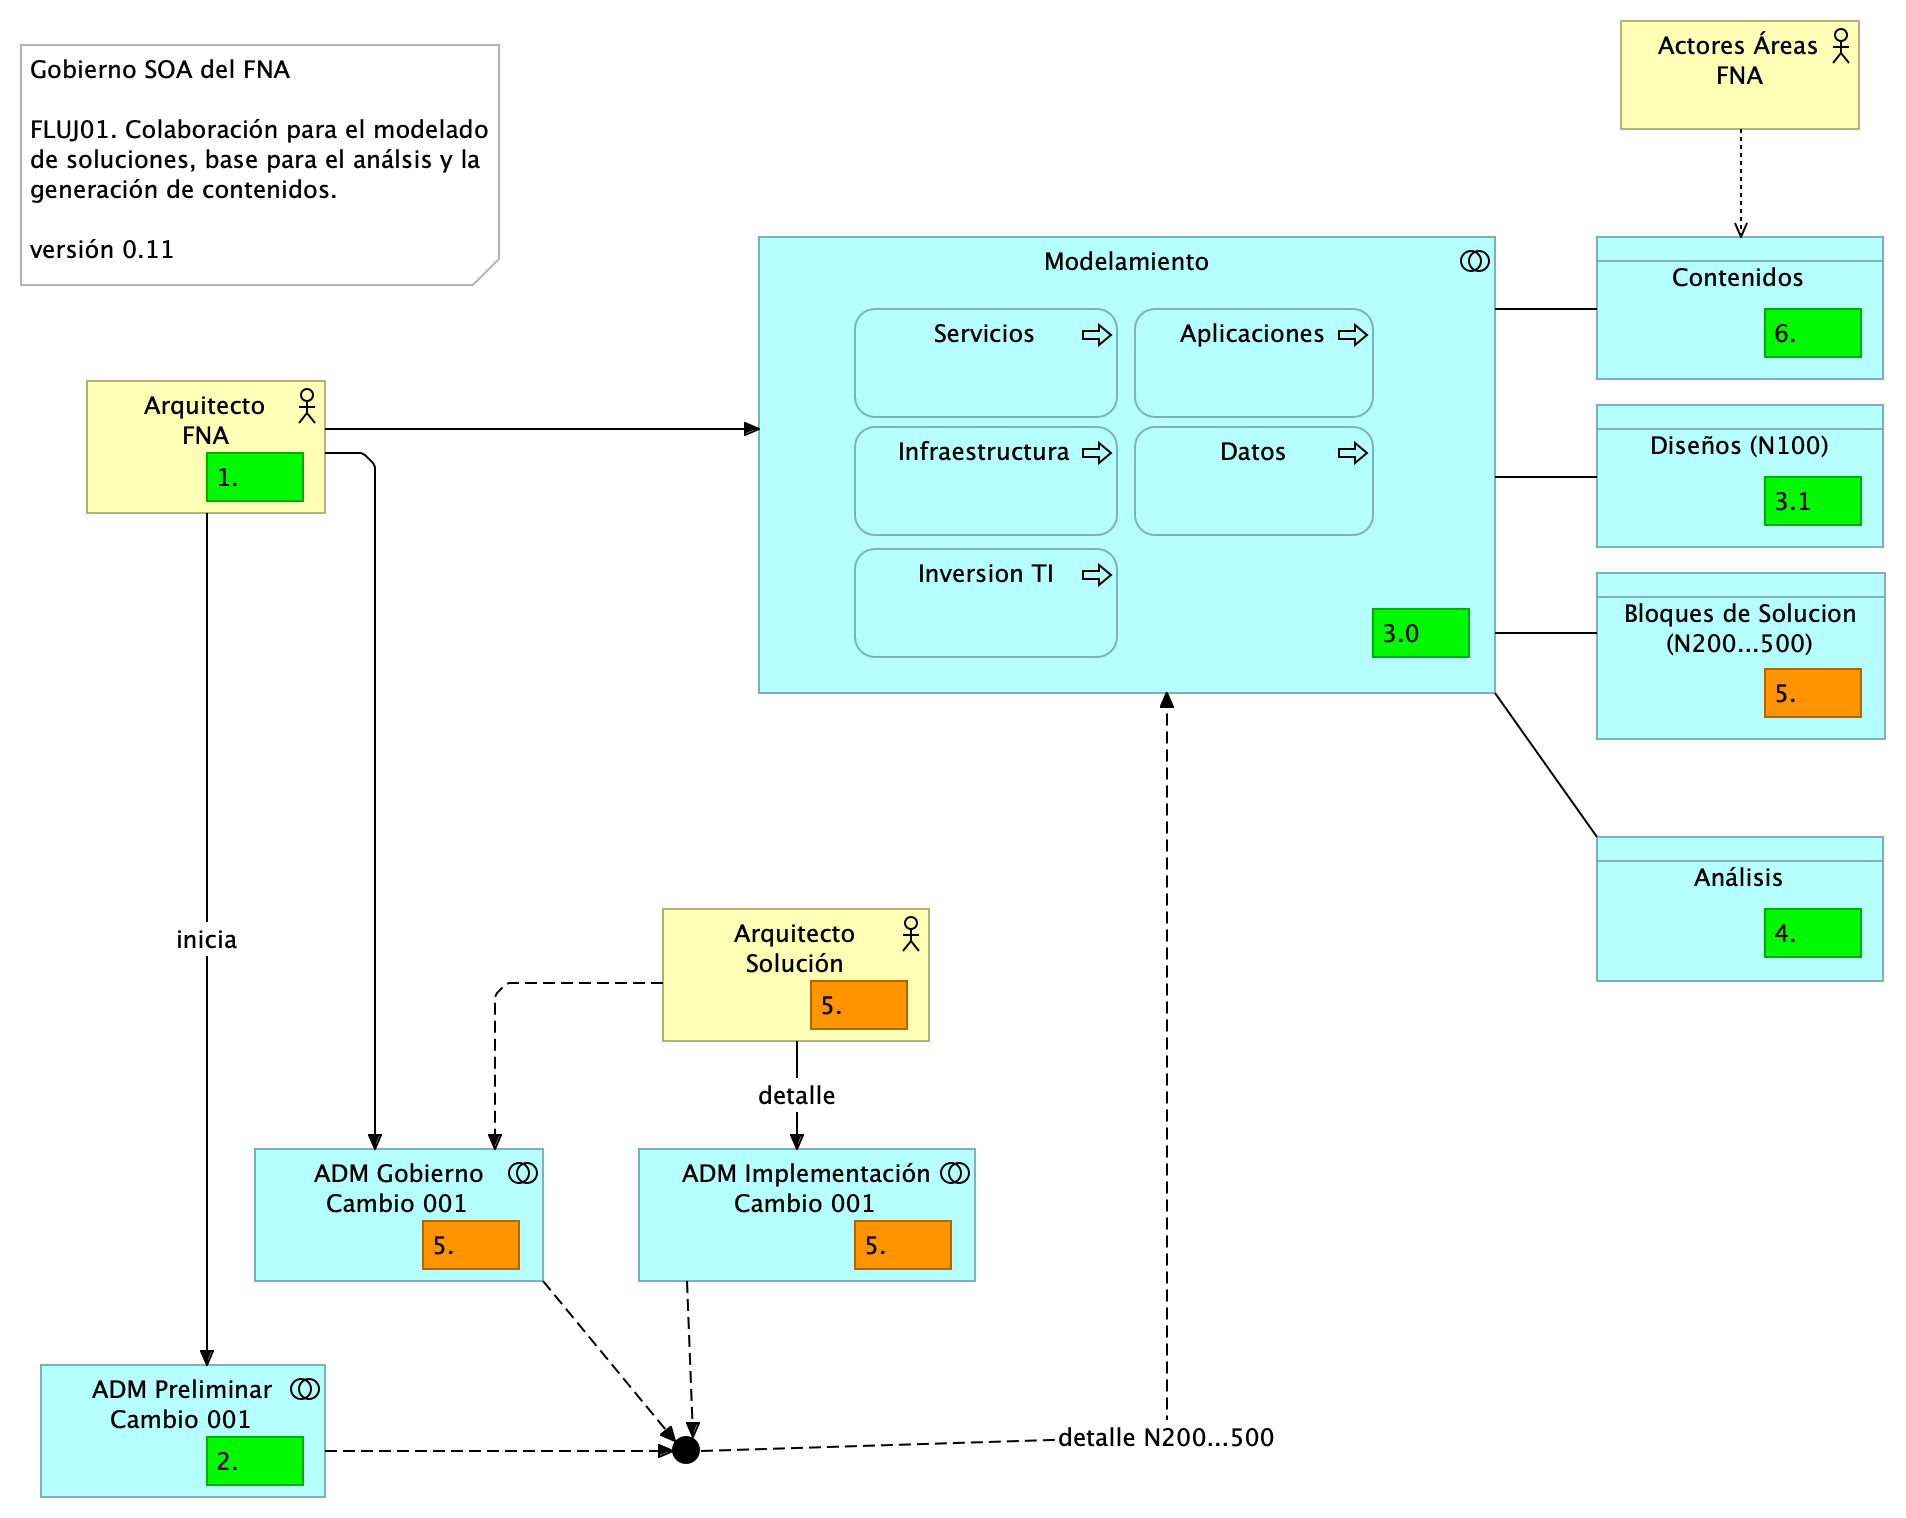 Gobierno SOA del FNA
FLUJ01. Colaboración para el modelado
de soluciones, base para el análsis y la
generación de contenidos.
versión 0.11
Actores Áreas
FNA
Modelamiento
Servicios
Aplicaciones
Infraestructura
Datos
Inversion TI
3.0
Contenidos
6.
Diseños (N100)
3.1
Bloques de Solucion
(N200...500)
5.
Análisis
4.
Arquitecto
FNA
1.
inicia
Arquitecto
Solución
5.
detalle
ADM Gobierno
Cambio 001
5.
ADM Implementación
Cambio 001
5.
ADM Preliminar
Cambio 001
2.
detalle N200...500